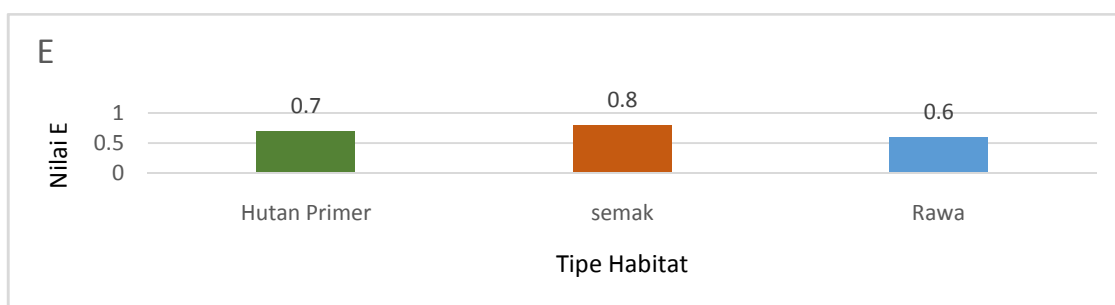 E
Nilai E
1
0.5
0
0.7
0.8
0.6
Hutan Primer
semak
Rawa
Tipe Habitat